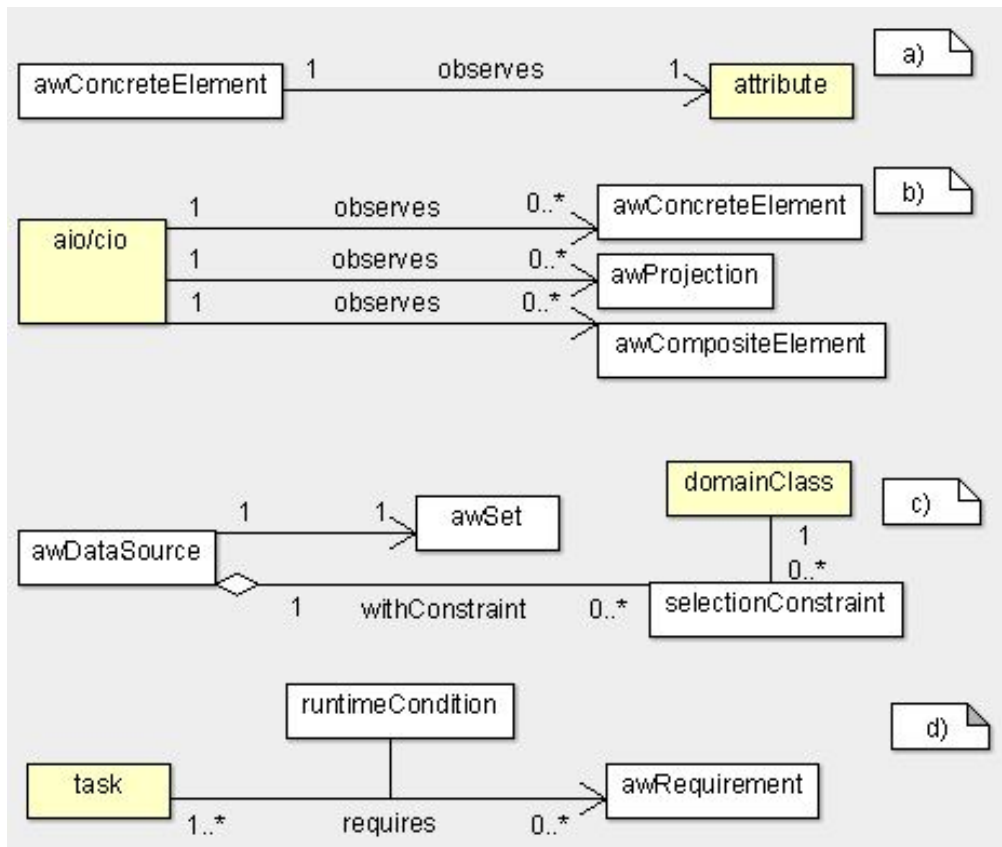 a)
1 observes 1
awConcreteElement
attribute
b)
1 observes 0..*
awConcreteElement
aio/cio
1 observes 0..*
awProjection
1 observes 0..*
awCompositeElement
domainClass
c)
1 1
awSet
awDataSource
1
0..*
1 withConstraint 0..*
selectionConstraint
runtimeCondition
d)
task
awRequirement
1..* requires 0..*